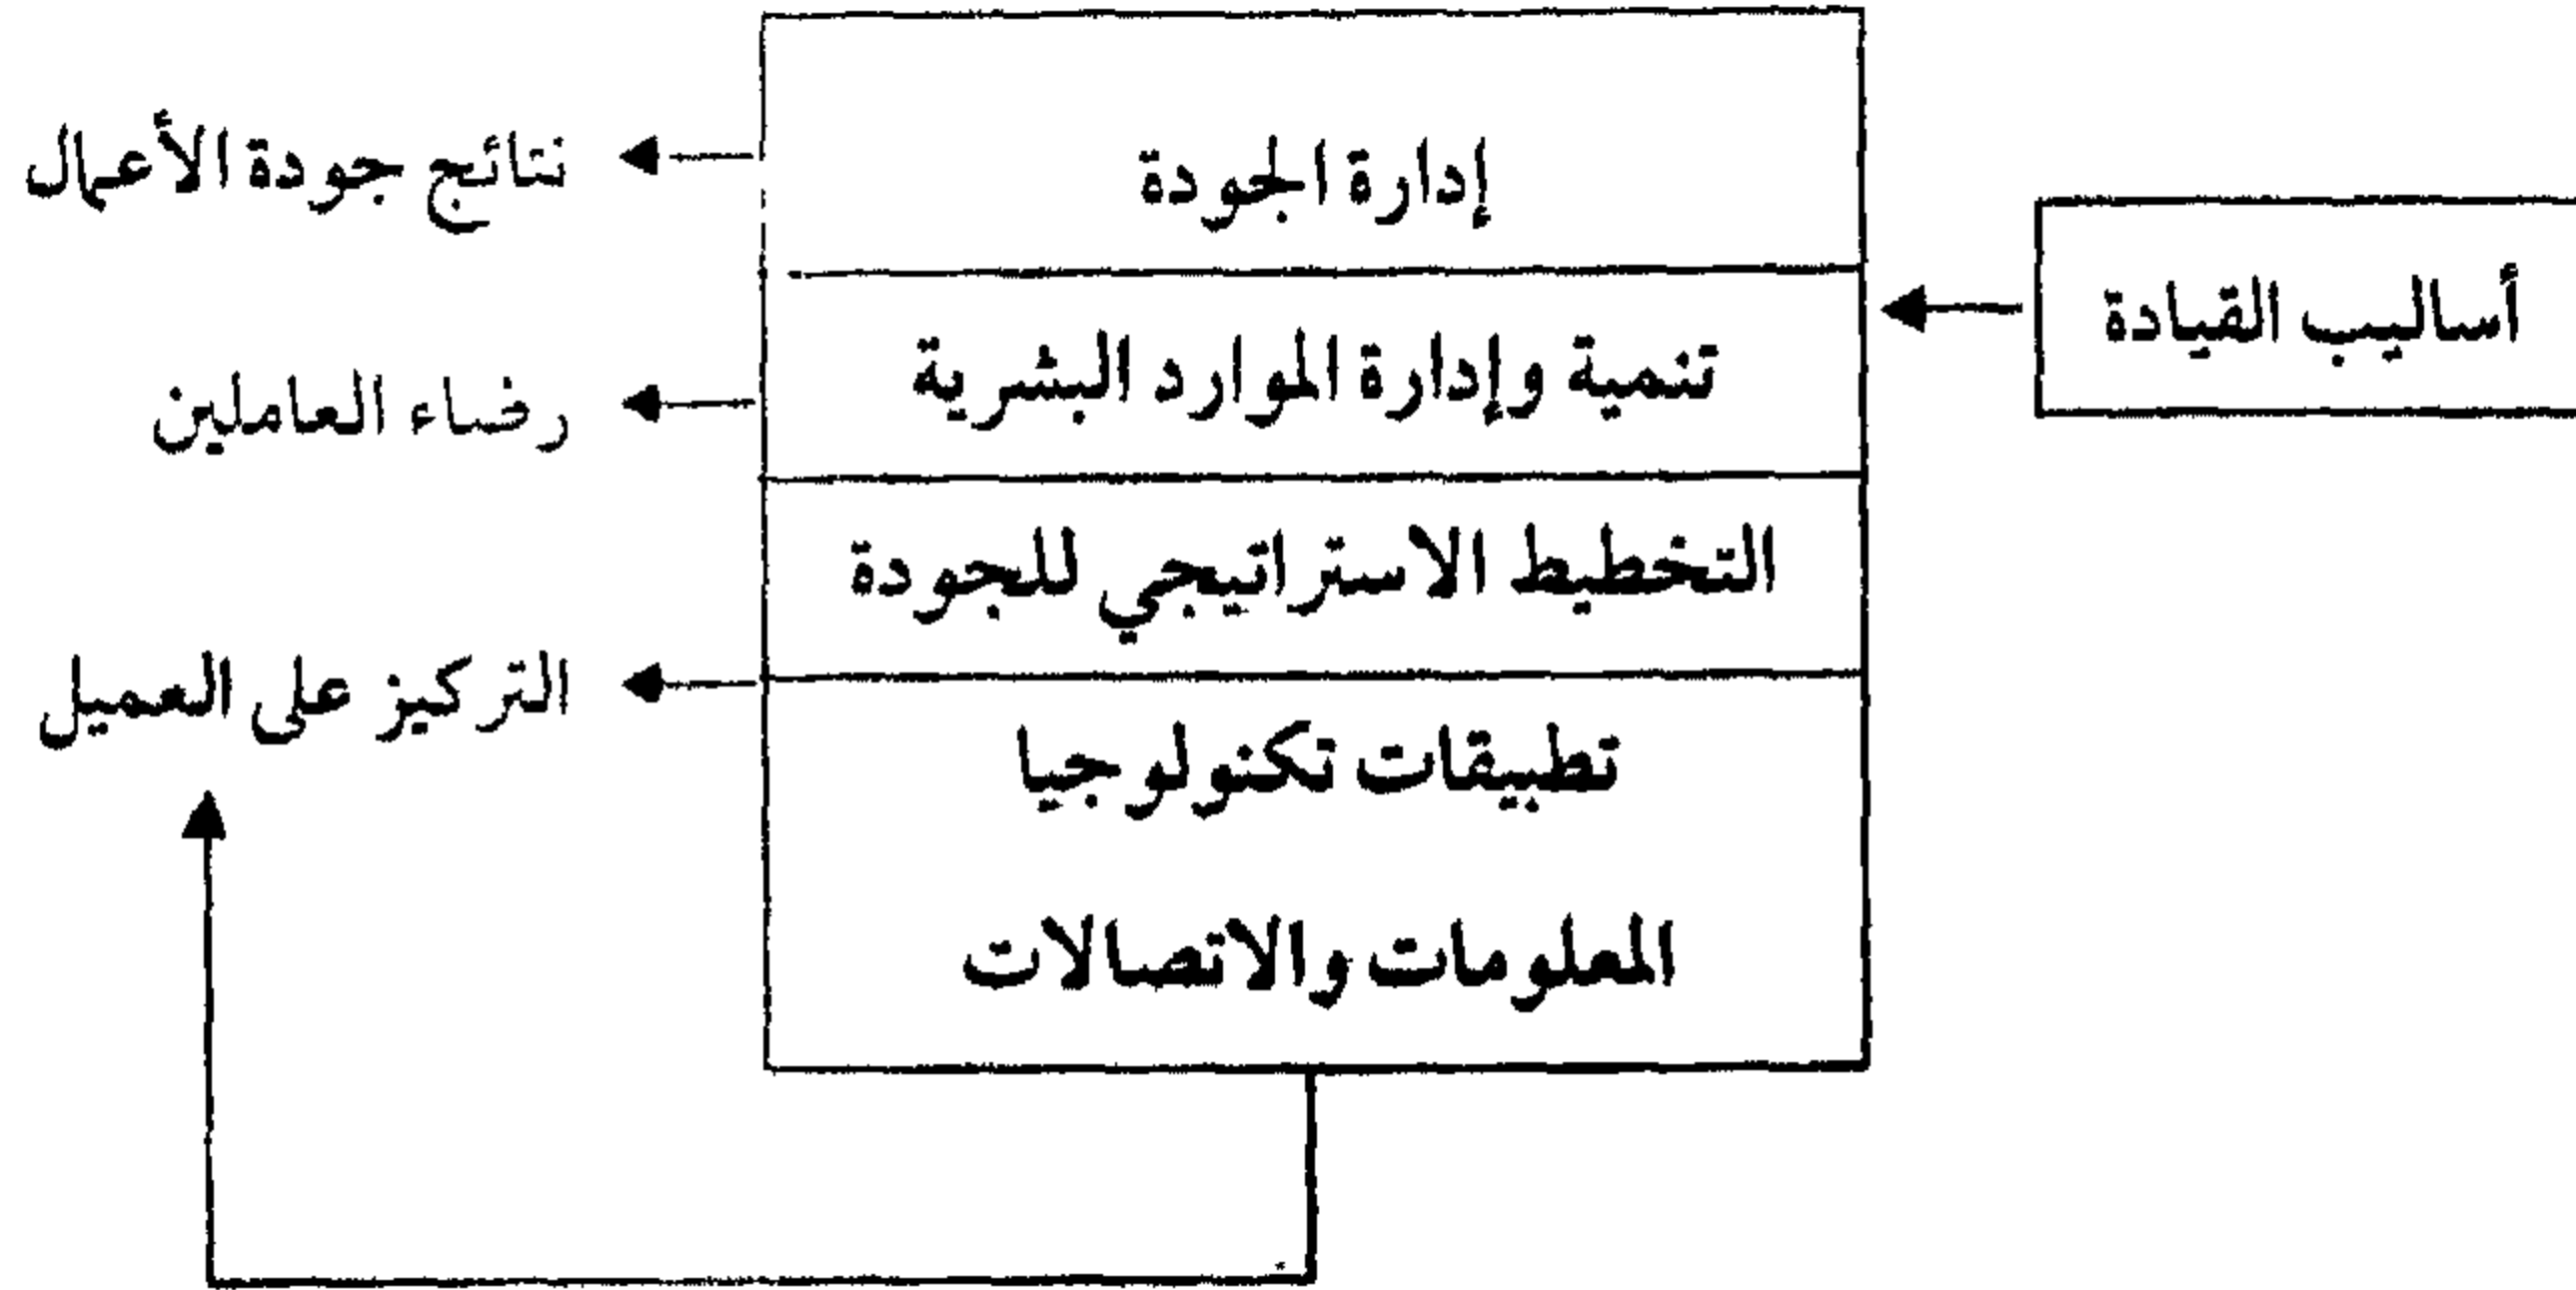 أساليب القيادة
إدارة الجودة
تنمية وإدارة الموارد البشرية
التخطيط الاستراتيجي للجودة
تطبيقات تكنولوجيا
المعلومات والاتصالات
نتائج جودة الأعمال
رضاء العاملين
التركيز على العميل